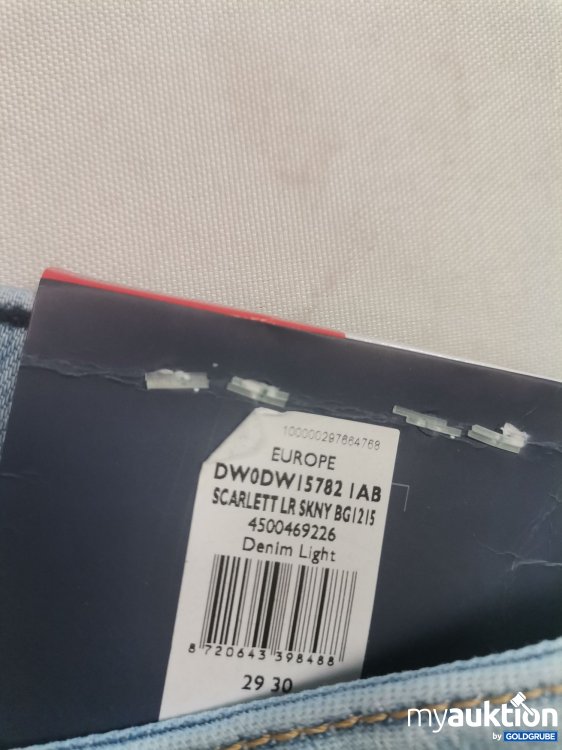 100000297664768
EUROPE
DW0DW15782 1AB
SCARLETT LR SKNY BG1215
4500469226
Denim Light
8 720643 398488
29 30
myauktion
by GOLDGRUBE